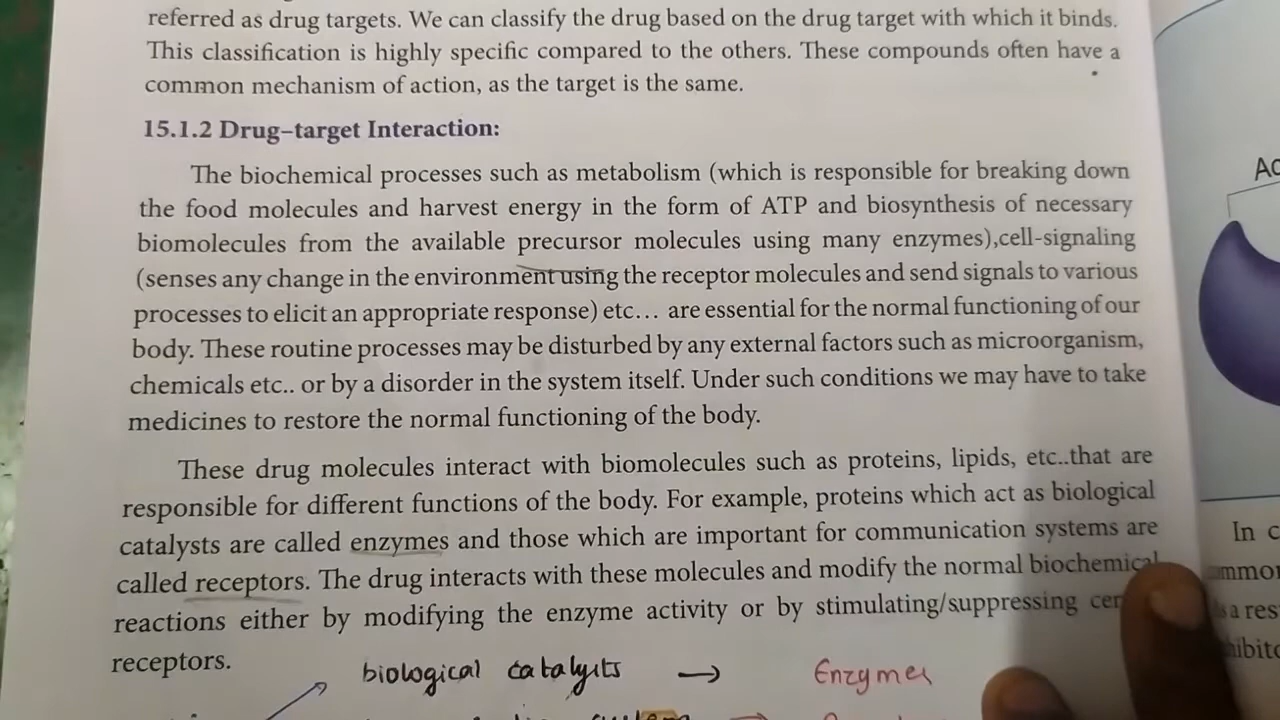 referred as drug targets. We can classify the drug based on the drug target with which it binds.
This classification is highly specific compared to the others. These compounds often have a
common mechanism of action, as the target is the same.
15.1.2 Drug–target Interaction:
The biochemical processes such as metabolism (which is responsible for breaking down
the food molecules and harvest energy in the form of ATP and biosynthesis of necessary
biomolecules from the available precursor molecules using many enzymes),cell-signaling
(senses any change in the environment using the receptor molecules and send signals to various
processes to elicit an appropriate response) etc... are essential for the normal functioning of our
body. These routine processes may be disturbed by any external factors such as microorganism,
chemicals etc.. or by a disorder in the system itself. Under such conditions we may have to take
medicines to restore the normal functioning of the body.
These drug molecules interact with biomolecules such as proteins, lipids, etc..that are
responsible for different functions of the body. For example, proteins which act as biological
catalysts are called enzymes and those which are important for communication systems are
called receptors. The drug interacts with these molecules and modify the normal biochemical
reactions either by modifying the enzyme activity or by stimulating/suppressing
receptors.
biological catalysts → Enzymes
In